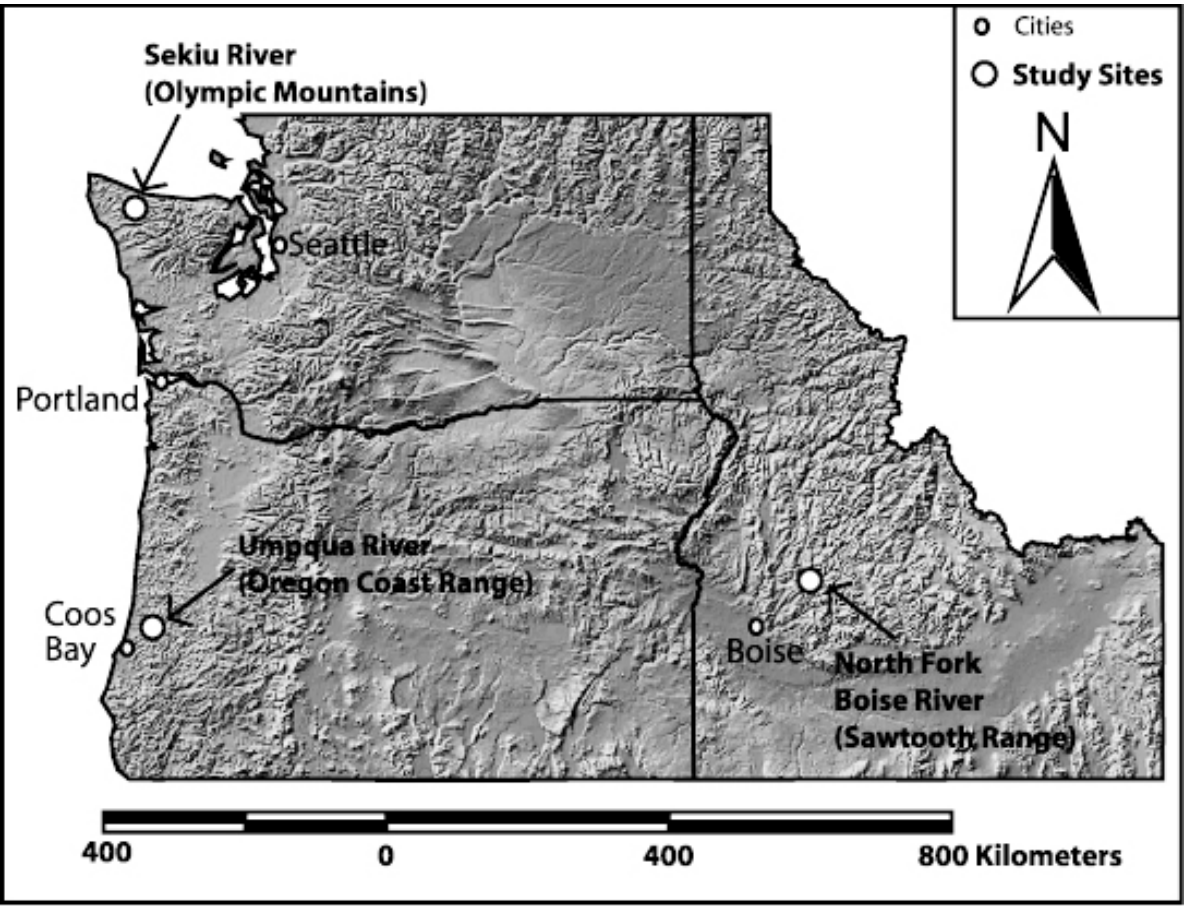 Sekiu River
(Olympic Mountains)
Cities
Study Sites
N
Seattle
Portland
Umpqua River
(Oregon Coast Range)
Coos
Bay
Boise
North Fork
Boise River
(Sawtooth Range)
400 0 400 800 Kilometers